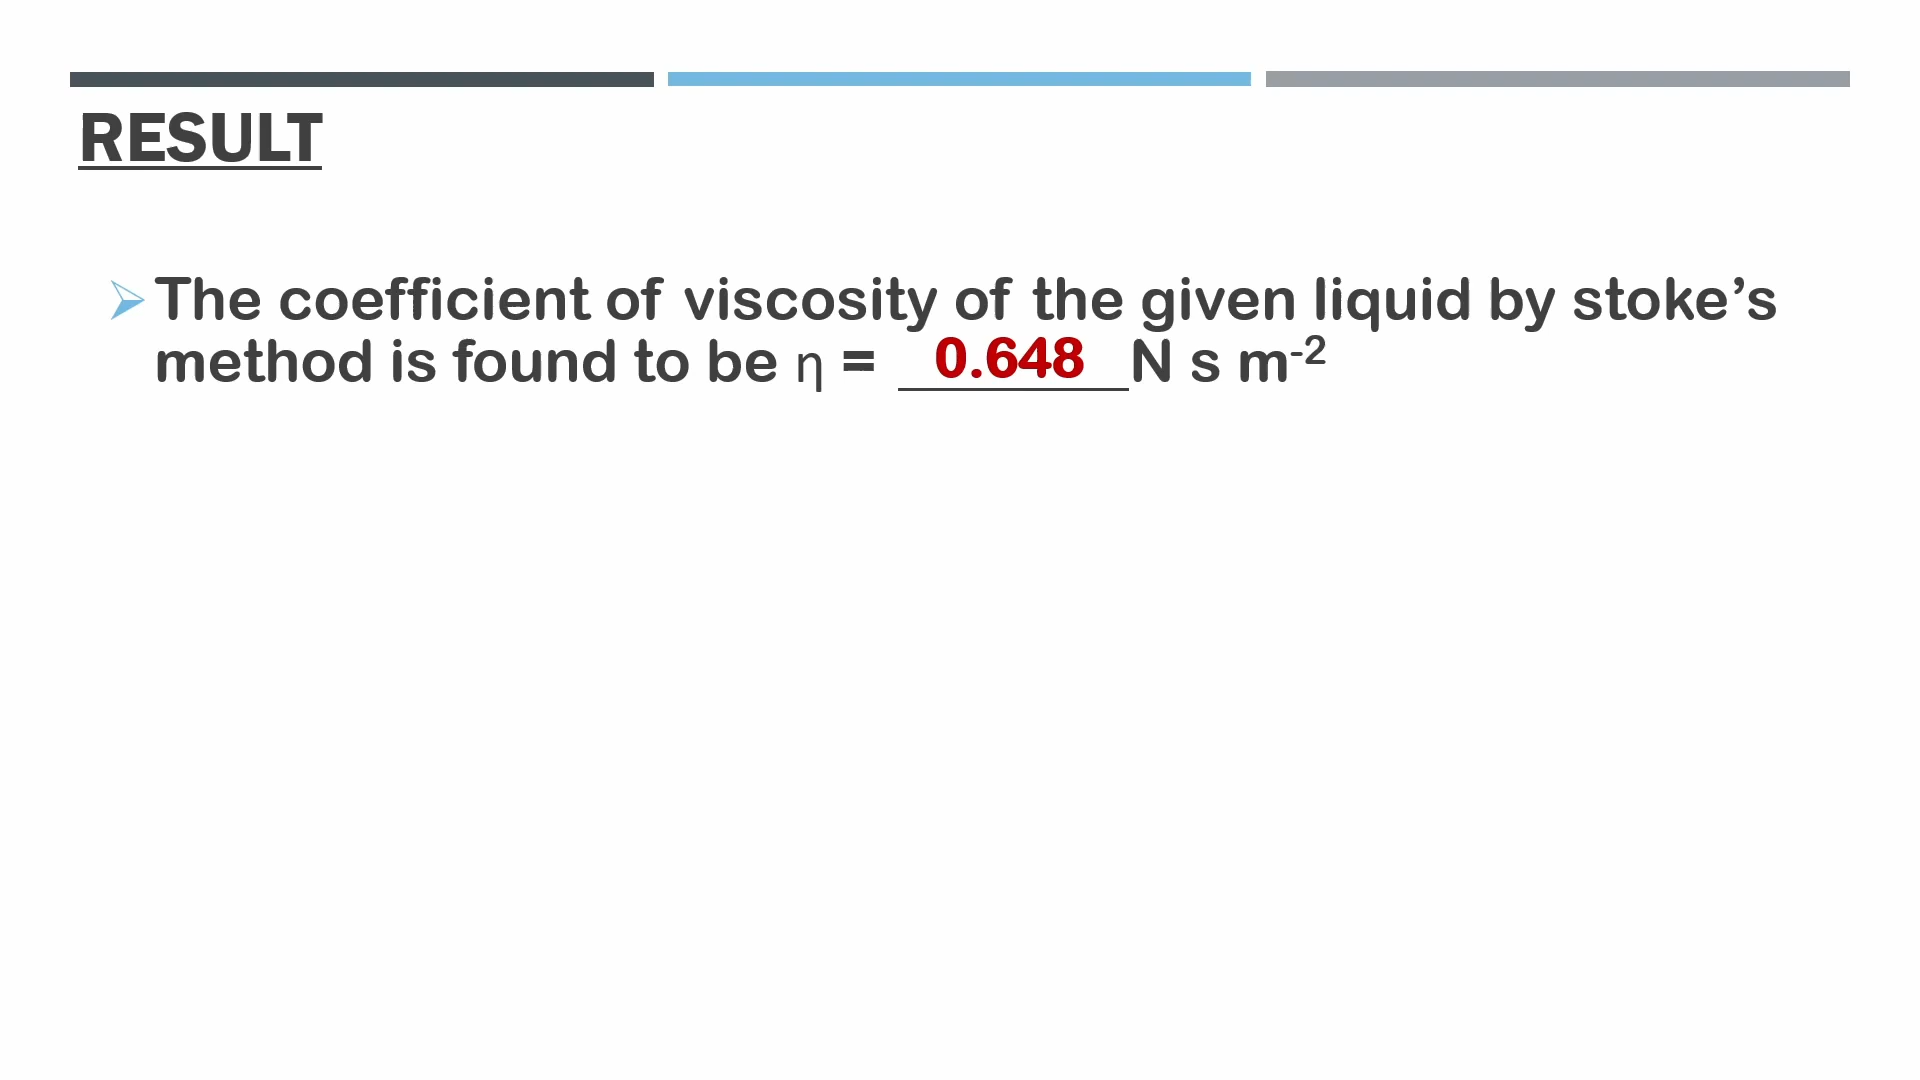 RESULT
The coefficient of viscosity of the given liquid by stoke’s
method is found to be η = 0.648 N s m⁻²